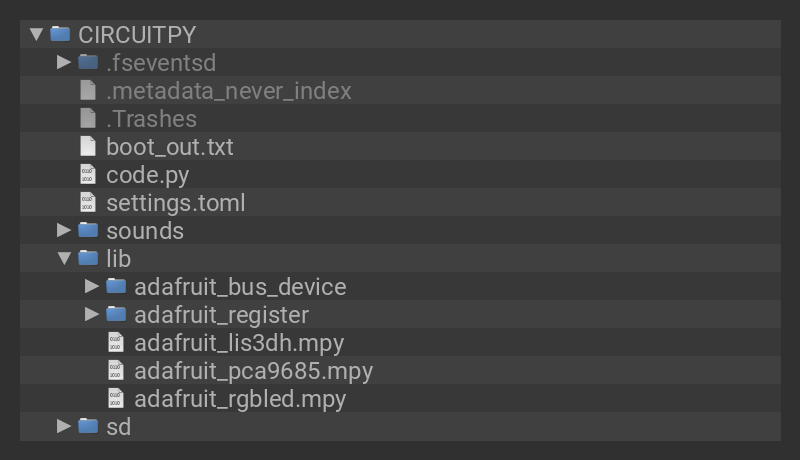 CIRCUITPY
.fseventsd
.metadata_never_index
.Trashes
boot_out.txt
code.py
settings.toml
sounds
lib
adafruit_bus_device
adafruit_register
adafruit_lis3dh.mpy
adafruit_pca9685.mpy
adafruit_rgbled.mpy
sd